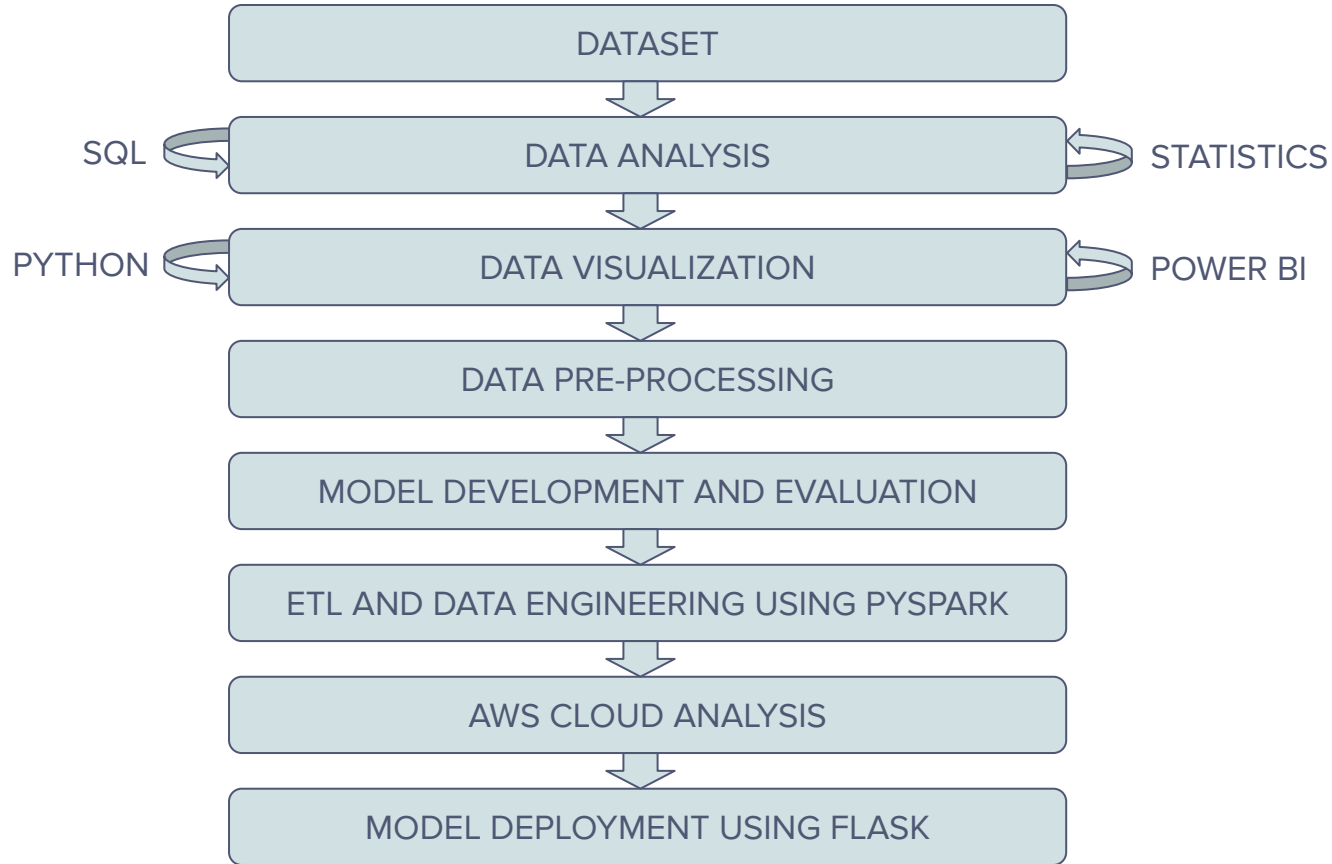 DATASET
SQL
DATA ANALYSIS
STATISTICS
PYTHON
DATA VISUALIZATION
POWER BI
DATA PRE-PROCESSING
MODEL DEVELOPMENT AND EVALUATION
ETL AND DATA ENGINEERING USING PYSPARK
AWS CLOUD ANALYSIS
MODEL DEPLOYMENT USING FLASK